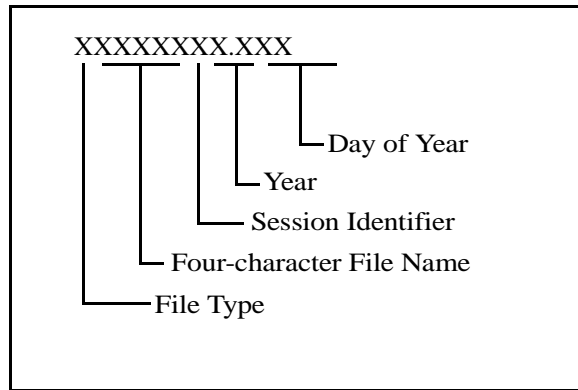 XXXXXXXX.XXX
Day of Year
Year
Session Identifier
Four-character File Name
File Type